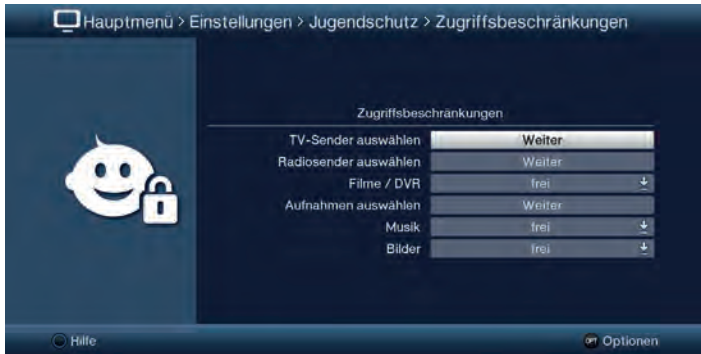 Hauptmenü > Einstellungen > Jugendschutz > Zugriffsbeschränkungen
Zugriffsbeschränkungen
TV-Sender auswählen Weiter
Radiosender auswählen Weiter
Filme / DVR frei
Aufnahmen auswählen Weiter
Musik frei
Bilder frei
Hilfe OPT Optionen